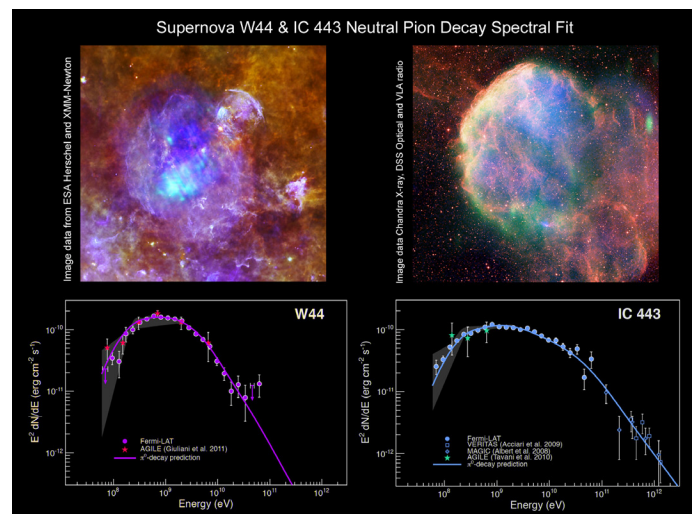 Supernova W44 & IC 443 Neutral Pion Decay Spectral Fit
Image data from ESA Herschel and XMM-Newton
Image data Chandra X-ray, DSS Optical and VLA radio
W44
E² dN/dE (erg cm⁻² s⁻¹)
10⁻¹⁰
10⁻¹¹
10⁻¹²
Fermi-LAT
AGILE (Giuliani et al. 2011)
π⁰-decay prediction
10⁸ 10⁹ 10¹⁰ 10¹¹ 10¹²
Energy (eV)
IC 443
E² dN/dE (erg cm⁻² s⁻¹)
10⁻¹⁰
10⁻¹¹
10⁻¹²
Fermi-LAT
VERITAS (Acciari et al. 2009)
MAGIC (Albert et al. 2008)
AGILE (Tavani et al. 2010)
π⁰-decay prediction
10⁸ 10⁹ 10¹⁰ 10¹¹ 10¹²
Energy (eV)